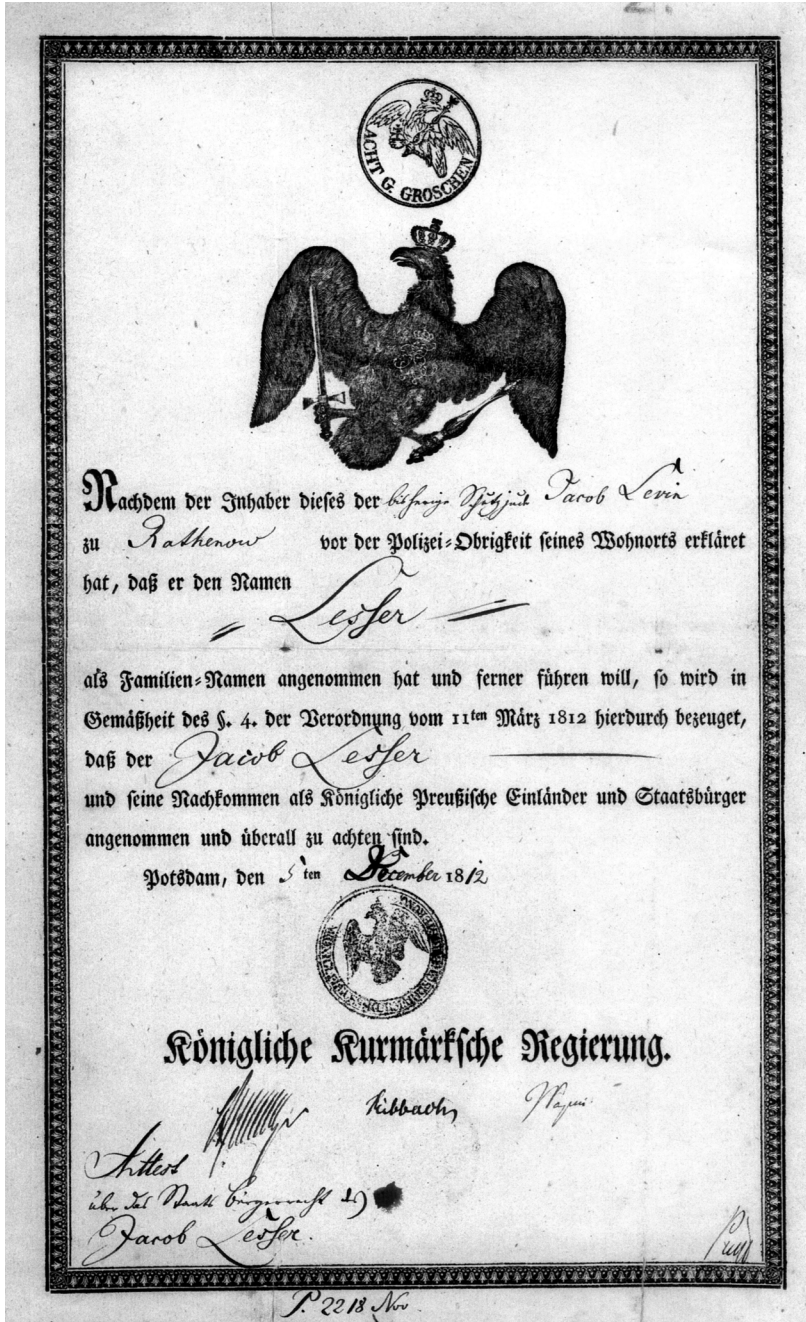 ACHT G. GROSCHEN
Nachdem der Inhaber dieses der bisherige Schutzjude Jacob Levin
zu Rathenow vor der Polizei-Obrigkeit seines Wohnorts erkläret
hat, daß er den Namen
Lesser
als Familien-Namen angenommen hat und ferner führen will, so wird in
Gemäßheit des §. 4. der Verordnung vom 11ten März 1812 hierdurch bezeuget,
daß der Jacob Lesser
und seine Nachkommen als Königliche Preußische Einländer und Staatsbürger
angenommen und überall zu achten sind.
Potsdam, den 5ten December 1812
Königliche Kurmärksche Regierung.
Attest
über das Staats bürgerrecht des
Jacob Lesser.
P. 2218 Nov.